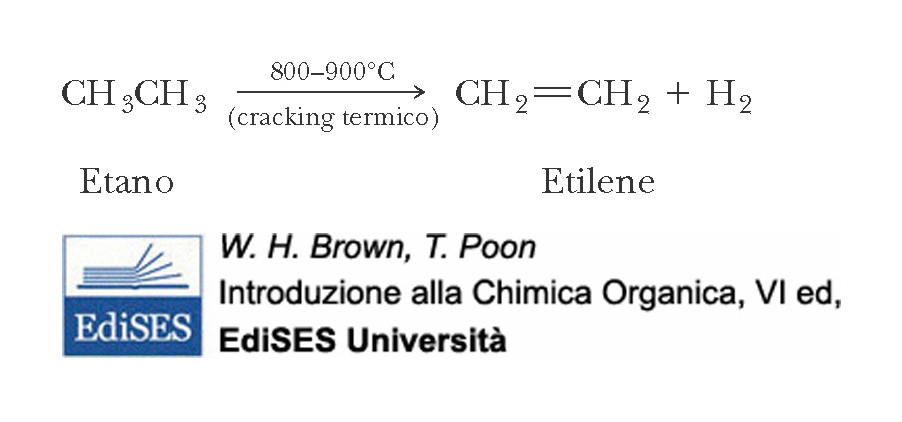 800–900°C
CH₃CH₃ ⟶ CH₂=CH₂ + H₂
(cracking termico)
Etano Etilene
W. H. Brown, T. Poon
Introduzione alla Chimica Organica, VI ed,
EdiSES Università
EdiSES